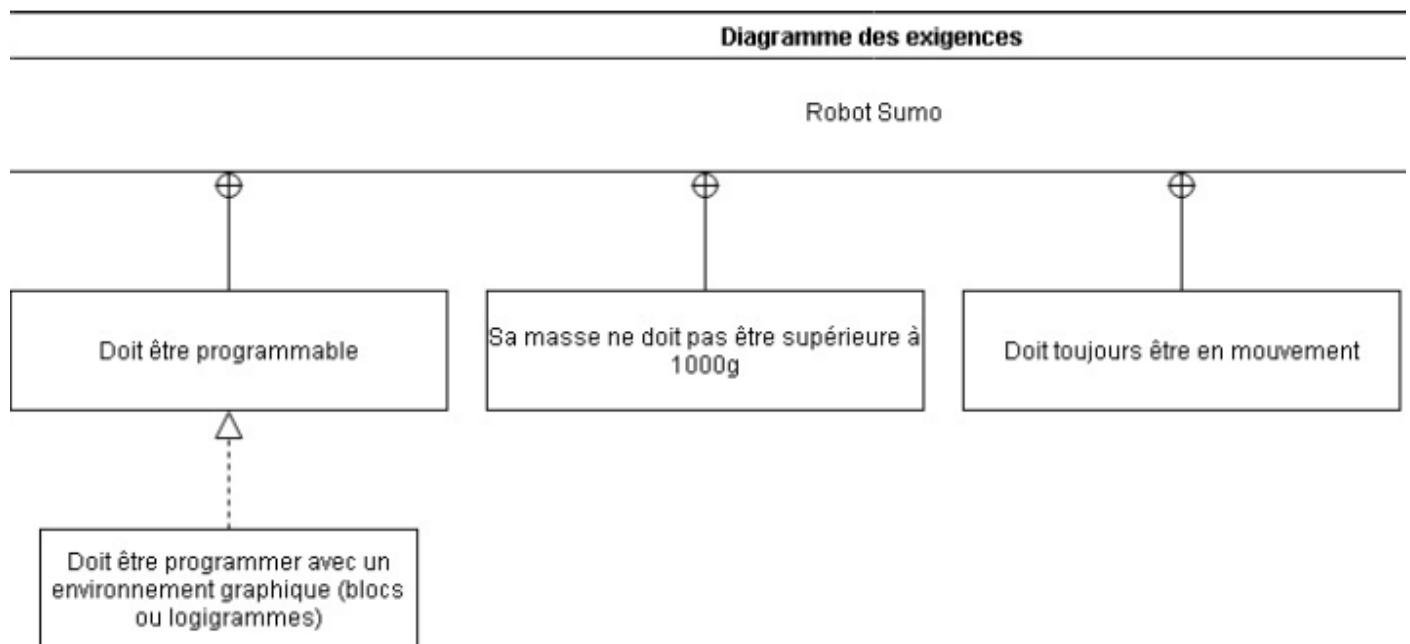 Diagramme des exigences
Robot Sumo
Doit être programmable
Sa masse ne doit pas être supérieure à
1000g
Doit toujours être en mouvement
Doit être programmer avec un
environnement graphique (blocs
ou logigrammes)